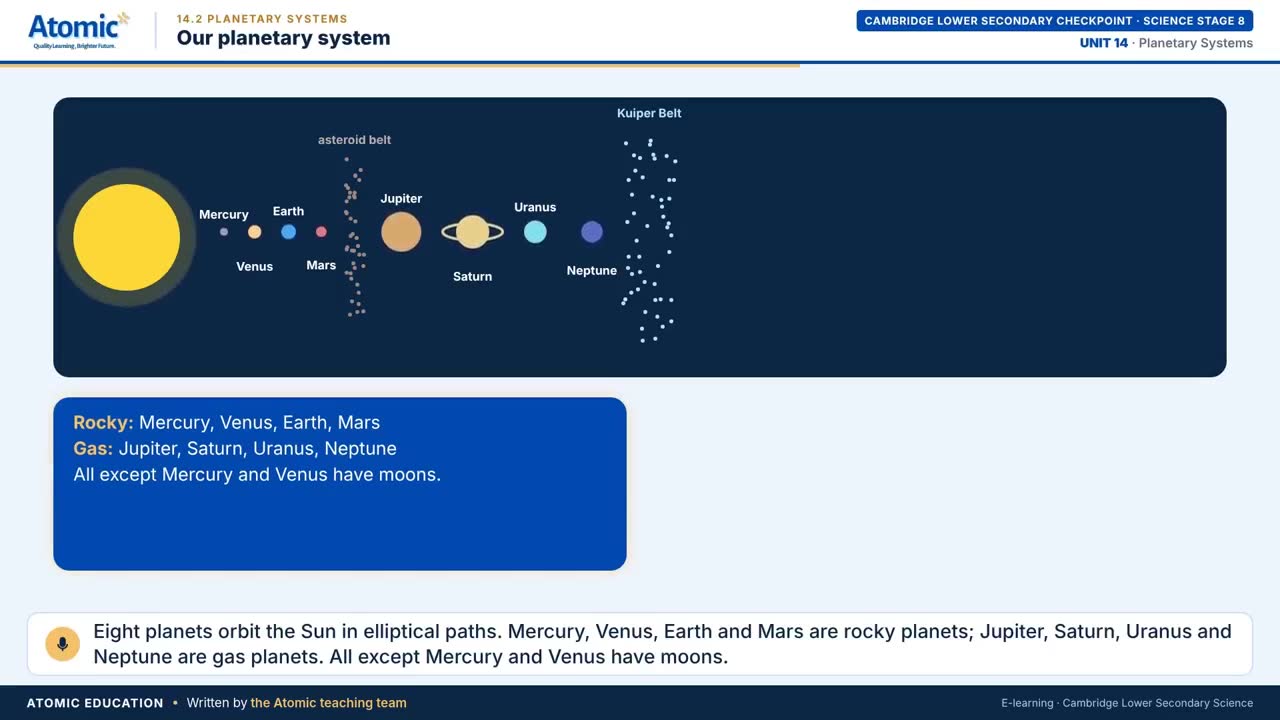 Atomic
Quality Learning, Brighter Future.
14.2 PLANETARY SYSTEMS
Our planetary system
CAMBRIDGE LOWER SECONDARY CHECKPOINT · SCIENCE STAGE 8
UNIT 14 · Planetary Systems
Kuiper Belt
asteroid belt
Jupiter
Uranus
Mercury
Earth
Venus
Mars
Saturn
Neptune
Rocky: Mercury, Venus, Earth, Mars
Gas: Jupiter, Saturn, Uranus, Neptune
All except Mercury and Venus have moons.
Eight planets orbit the Sun in elliptical paths. Mercury, Venus, Earth and Mars are rocky planets; Jupiter, Saturn, Uranus and
Neptune are gas planets. All except Mercury and Venus have moons.
ATOMIC EDUCATION • Written by the Atomic teaching team
E-learning · Cambridge Lower Secondary Science